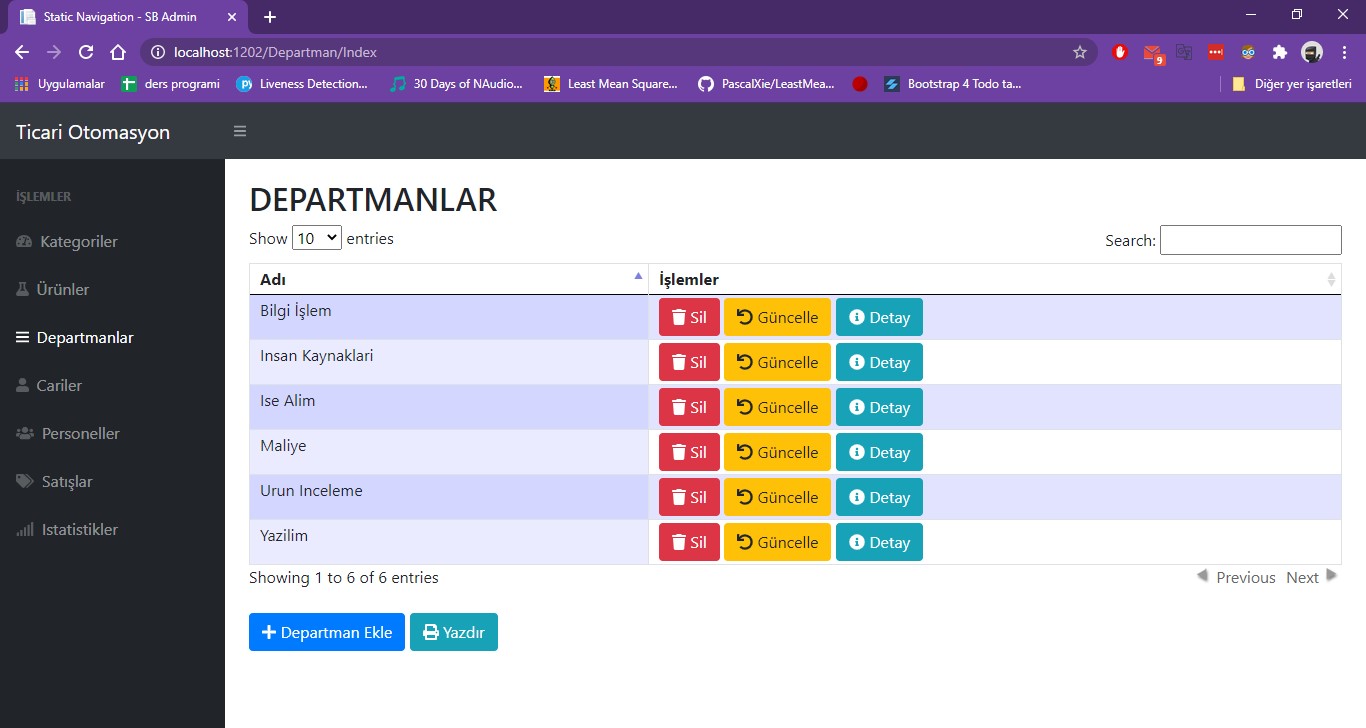 Static Navigation - SB Admin
localhost:1202/Departman/Index
9
Uygulamalar ders programi Liveness Detection... 30 Days of NAudio... Least Mean Square... PascalXie/LeastMea... Bootstrap 4 Todo ta... Diğer yer işaretleri
Ticari Otomasyon
İŞLEMLER
Kategoriler
Ürünler
Departmanlar
Cariler
Personeller
Satışlar
Istatistikler
DEPARTMANLAR
Show 10 entries Search:
Adı İşlemler
Bilgi İşlem Sil Güncelle Detay
Insan Kaynaklari Sil Güncelle Detay
Ise Alim Sil Güncelle Detay
Maliye Sil Güncelle Detay
Urun Inceleme Sil Güncelle Detay
Yazilim Sil Güncelle Detay
Showing 1 to 6 of 6 entries Previous Next
Departman Ekle Yazdır